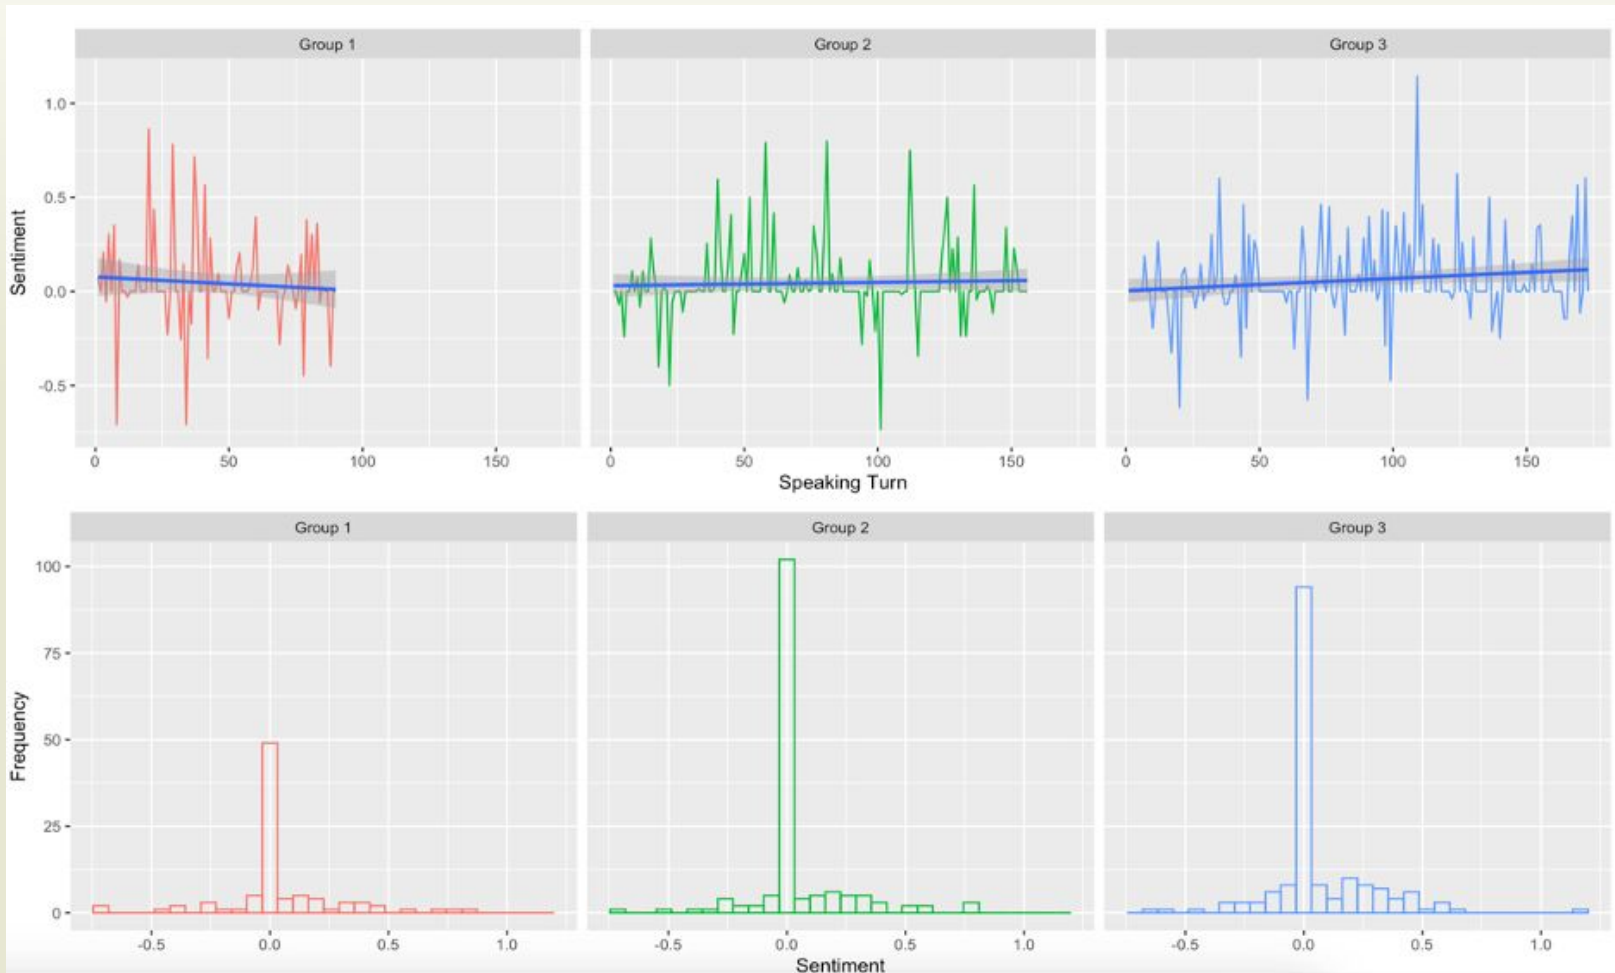 Group 1
Group 2
Group 3
Sentiment
1.0
0.5
0.0
-0.5
0 50 100 150
0 50 100 150
0 50 100 150
Speaking Turn
Group 1
Group 2
Group 3
Frequency
100
75
50
25
0
-0.5 0.0 0.5 1.0
-0.5 0.0 0.5 1.0
-0.5 0.0 0.5 1.0
Sentiment